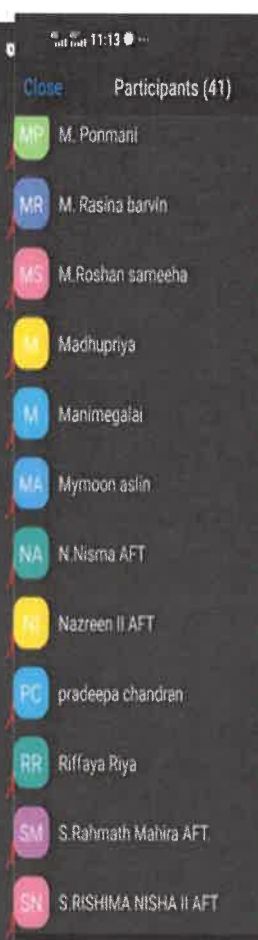 11:13
Close Participants (41)
MP M. Ponmani
MR M. Rasina barvin
MS M.Roshan sameeha
M Madhupriya
M Manimegalai
MA Mymoon aslin
NA N.Nisma AFT
NI Nazreen II AFT
PC pradeepa chandran
RR Riffaya Riya
SM S.Rahmath Mahira AFT
SN S.RISHIMA NISHA II AFT